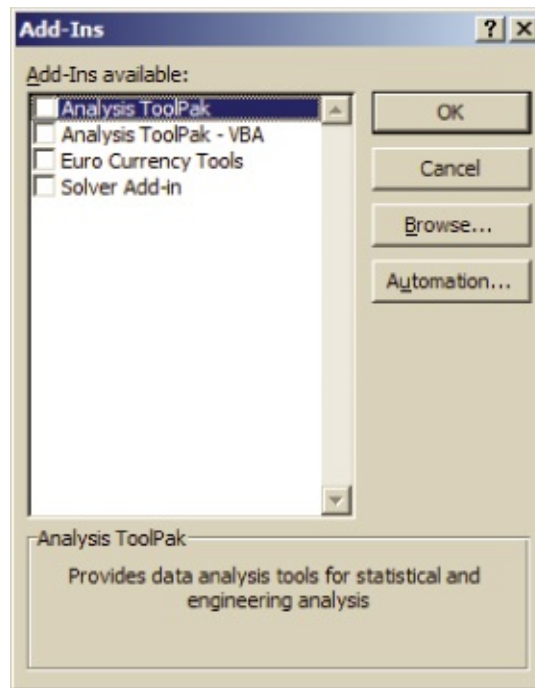 Add-Ins
Add-Ins available:
Analysis ToolPak
Analysis ToolPak - VBA
Euro Currency Tools
Solver Add-in
OK
Cancel
Browse...
Automation...
Analysis ToolPak
Provides data analysis tools for statistical and
engineering analysis